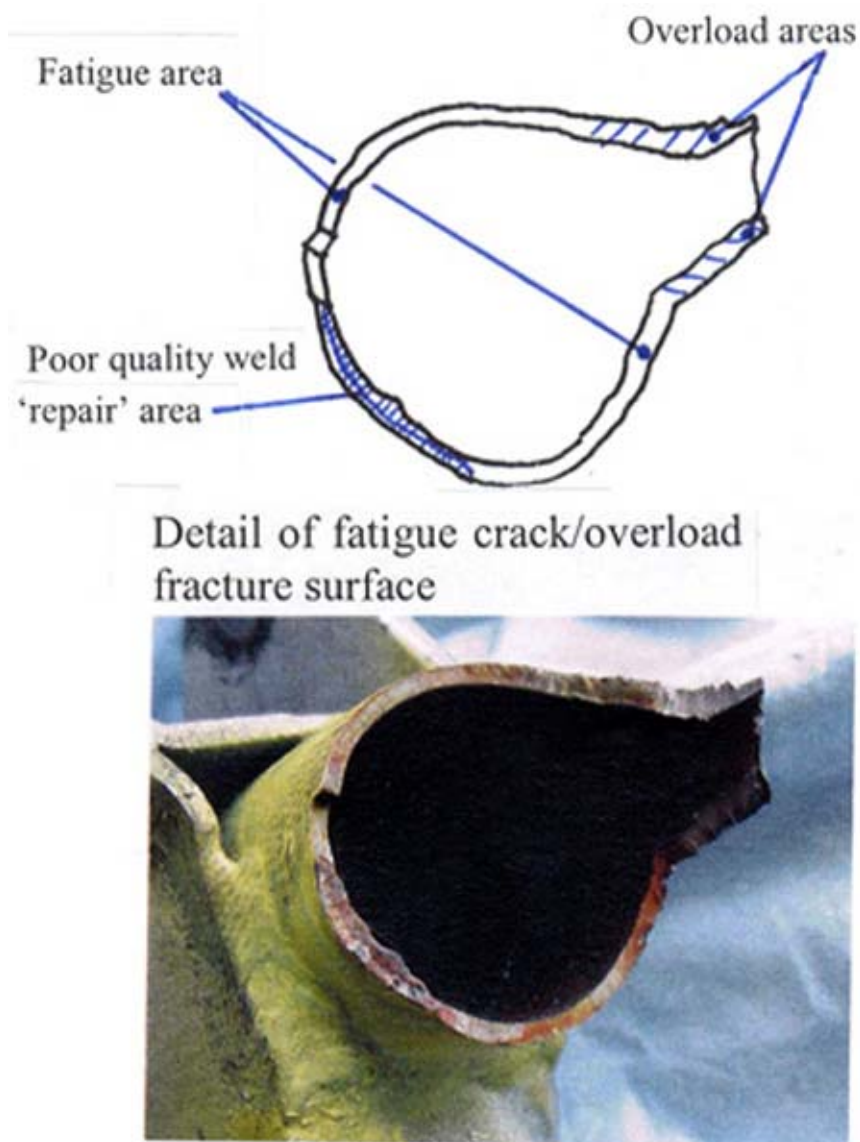 Overload areas
Fatigue area
Poor quality weld
‘repair’ area
Detail of fatigue crack/overload
fracture surface